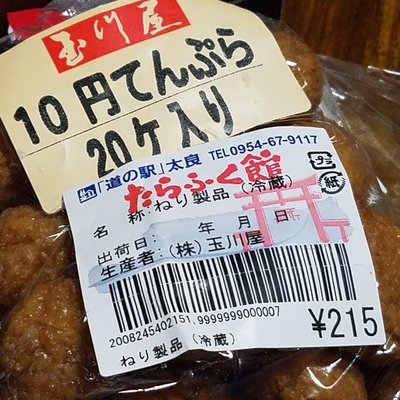 玉川屋
10円てんぷら
20ケ入り
「道の駅」太良 TEL0954-67-9117
たらふく館
名 称:ねり製品(冷蔵)
出荷日: 年 月 日
生産者:(株)玉川屋
2008245402151.9999999000007
¥215
ねり製品(冷蔵)
プラ
紙